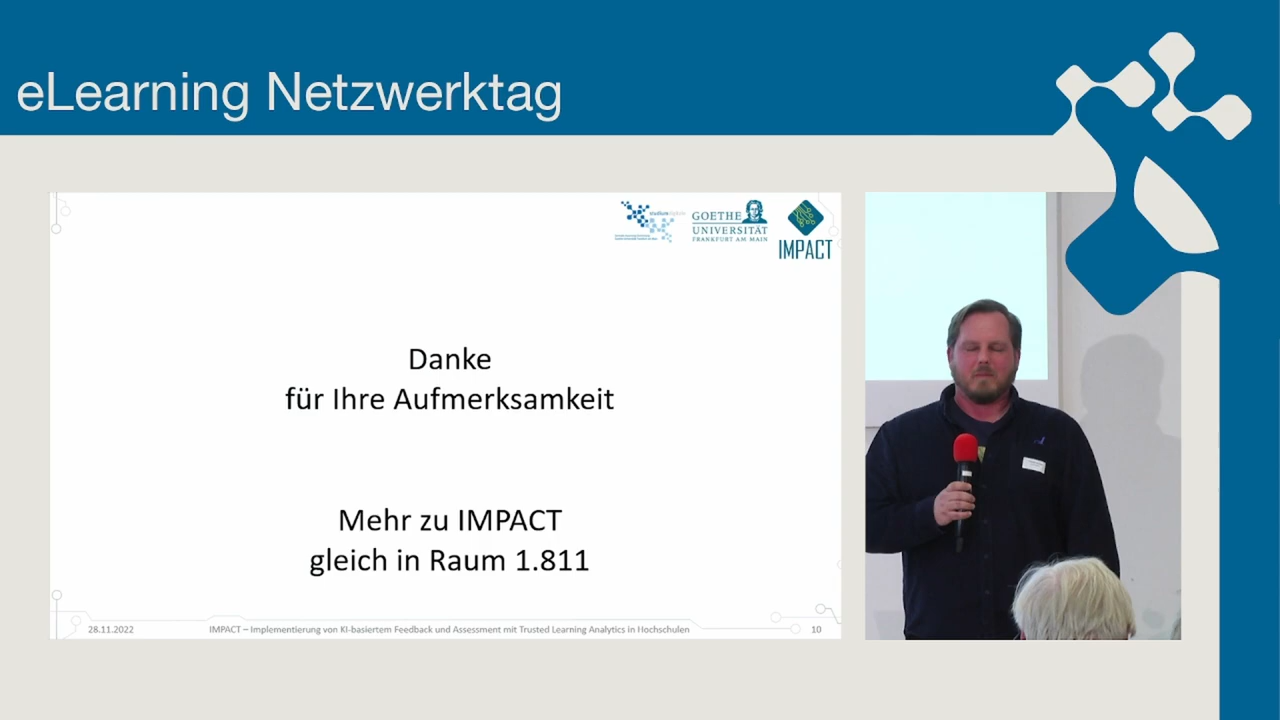 eLearning Netzwerktag
studiumdigitale
GOETHE
UNIVERSITÄT
FRANKFURT AM MAIN
IMPACT
Danke
für Ihre Aufmerksamkeit
Mehr zu IMPACT
gleich in Raum 1.811
28.11.2022
IMPACT – Implementierung von KI-basiertem Feedback und Assessment mit Trusted Learning Analytics in Hochschulen
10